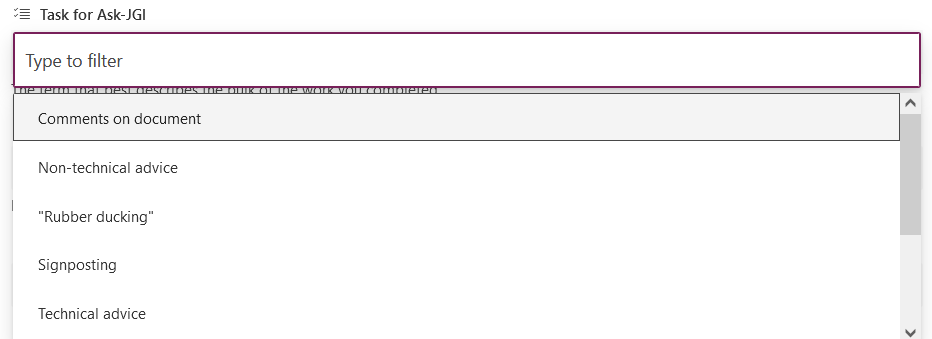 Task for Ask-JGI
Type to filter
The term that best describes the bulk of the work you completed
Comments on document
Non-technical advice
"Rubber ducking"
Signposting
Technical advice